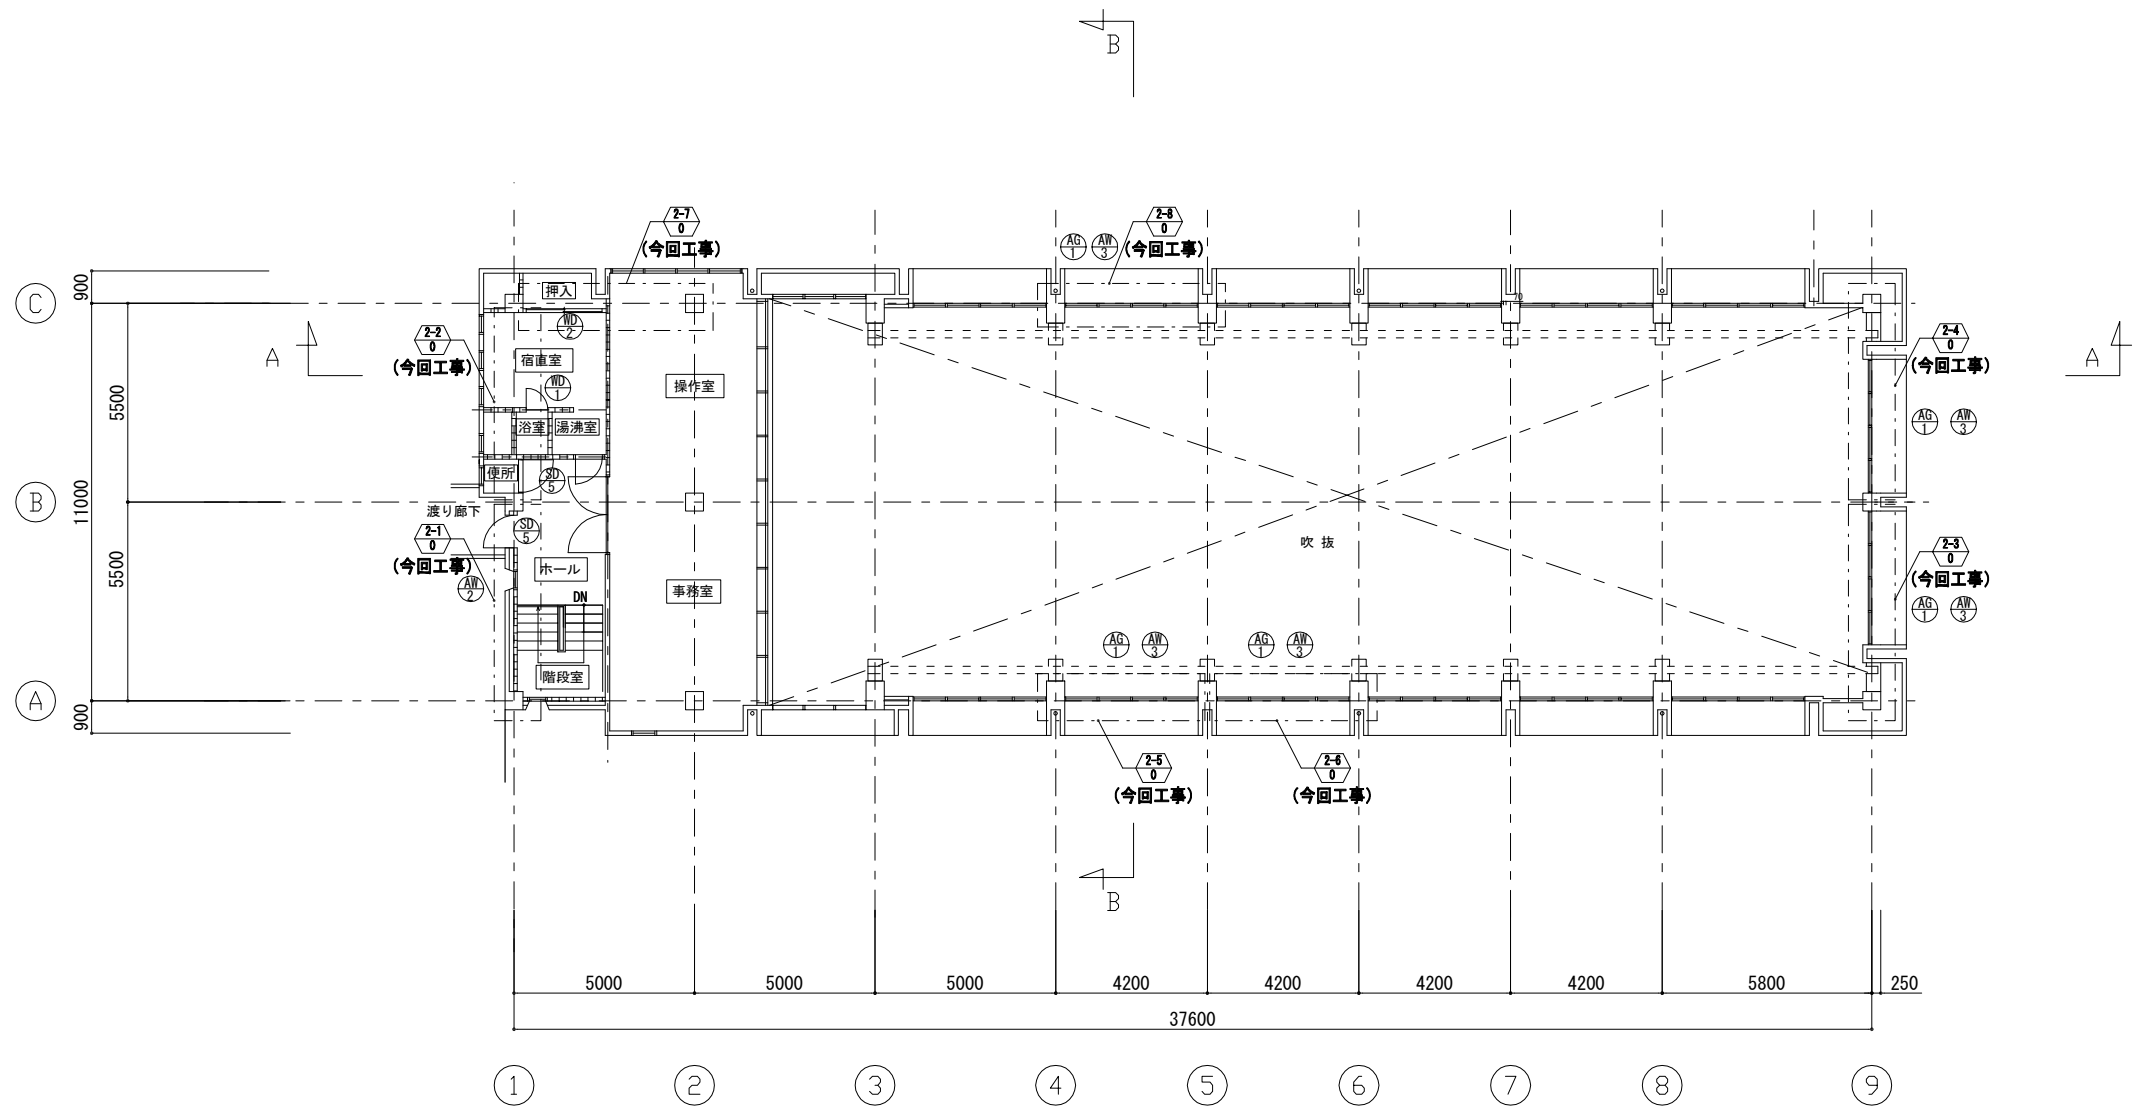 B
2-7
0
(今回工事)
2-8
0
(今回工事)
AG
1
AW
3
C
900
押入
WD
2
70
2-2
0
(今回工事)
宿直室
A
WD
1
操作室
2-4
0
(今回工事)
A
AG
1
AW
3
5500
浴室
湯沸室
便所
SD
5
B
11000
渡り廊下
SD
5
2-1
0
(今回工事)
吹 抜
2-3
0
(今回工事)
5500
ホール
AW
2
DN
事務室
AG
1
AW
3
AG
1
AW
3
AG
1
AW
3
階段室
A
900
2-5
0
(今回工事)
2-6
0
(今回工事)
B
5000
5000
5000
4200
4200
4200
4200
5800
250
37600
1
2
3
4
5
6
7
8
9